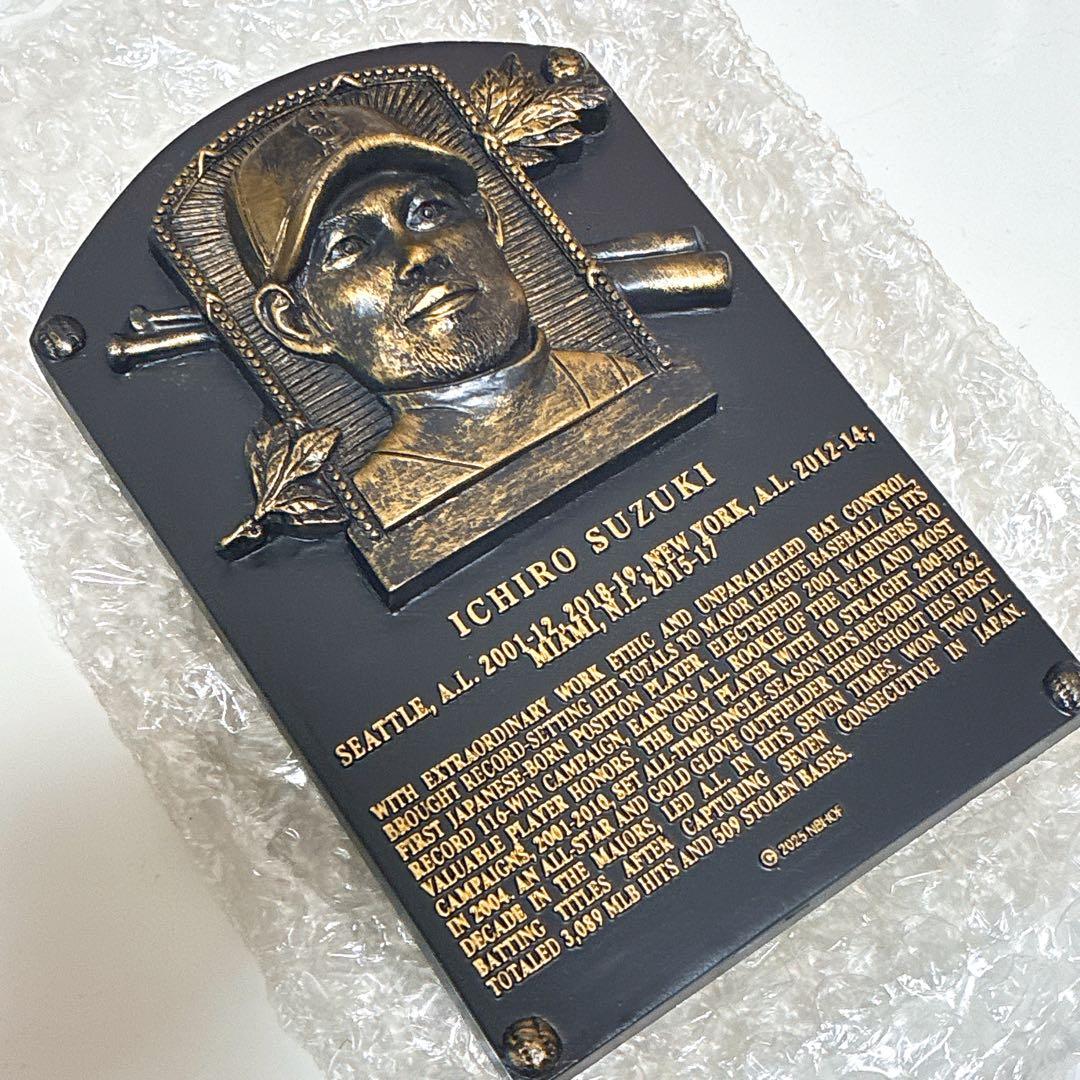 ICHIRO SUZUKI
SEATTLE, A.L. 2001-12, 2018-19; NEW YORK, A.L. 2012-14;
MIAMI, N.L. 2015-17
WITH EXTRAORDINARY WORK ETHIC AND UNPARALLELED BAT CONTROL,
BROUGHT RECORD-SETTING HIT TOTALS TO MAJOR LEAGUE BASEBALL AS ITS
FIRST JAPANESE-BORN POSITION PLAYER. ELECTRIFIED 2001 MARINERS TO
RECORD 116-WIN CAMPAIGN, EARNING A.L. ROOKIE OF THE YEAR AND MOST
VALUABLE PLAYER HONORS. THE ONLY PLAYER WITH 10 STRAIGHT 200-HIT
CAMPAIGNS, 2001-2010, SET ALL-TIME SINGLE-SEASON HITS RECORD WITH 262
IN 2004. AN ALL-STAR AND GOLD GLOVE OUTFIELDER THROUGHOUT HIS FIRST
DECADE IN THE MAJORS, LED A.L. IN HITS SEVEN TIMES, WON TWO A.L.
BATTING TITLES AFTER CAPTURING SEVEN CONSECUTIVE IN JAPAN.
TOTALED 3,089 MLB HITS AND 509 STOLEN BASES.
© 2025 NBHOF